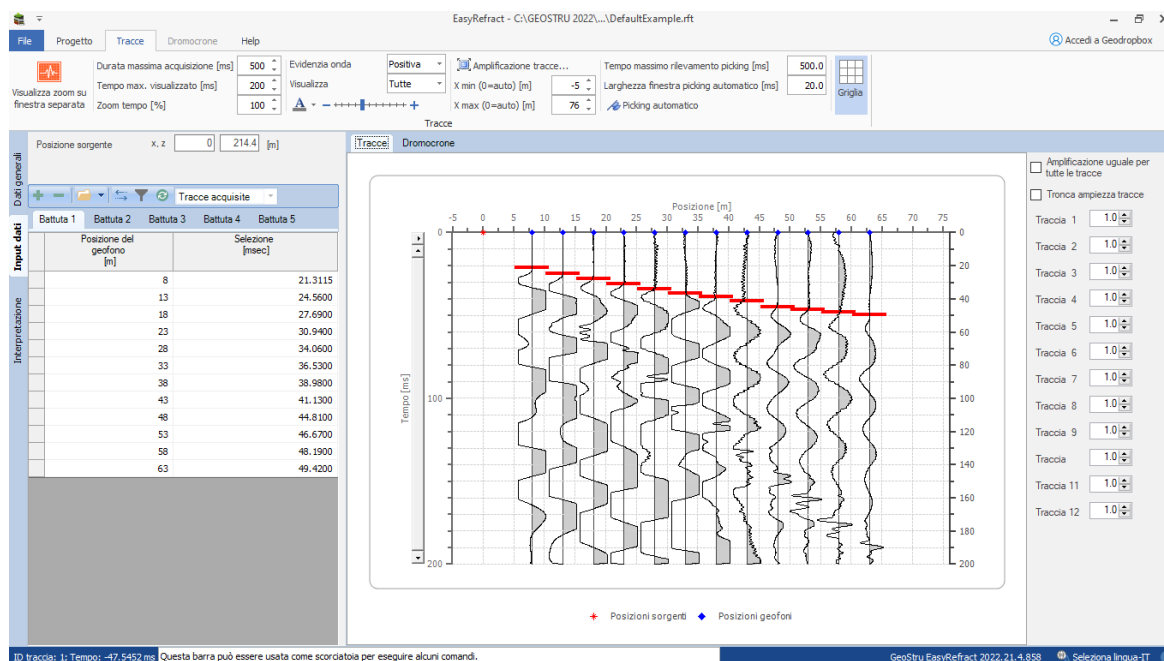 EasyRefract - C:\GEOSTRU 2022\...\DefaultExample.rft
File Progetto Tracce Dromocrone Help Accedi a Geodropbox
Durata massima acquisizione [ms] 500 Evidenzia onda Positiva Amplificazione tracce... Tempo massimo rilevamento picking [ms] 500.0
Visualizza zoom su finestra separata Tempo max. visualizzato [ms] 200 Visualizza Tutte X min (0=auto) [m] -5 Larghezza finestra picking automatico [ms] 20.0 Griglia
Zoom tempo [%] 100 A X max (0=auto) [m] 76 Picking automatico
Tracce
Dati generali
Input dati
Interpretazione
Posizione sorgente x, z 0 214.4 [m]
Tracce acquisite
Battuta 1 Battuta 2 Battuta 3 Battuta 4 Battuta 5
Posizione del geofono [m] Selezione [msec]
8 21.3115
13 24.5600
18 27.6900
23 30.9400
28 34.0600
33 36.5300
38 38.9800
43 41.1300
48 44.8100
53 46.6700
58 48.1900
63 49.4200
Tracce Dromocrone
Posizione [m]
-5 0 5 10 15 20 25 30 35 40 45 50 55 60 65 70 75
Tempo [ms]
0
100
200
0
20
40
60
80
100
120
140
160
180
200
Posizioni sorgenti Posizioni geofoni
Amplificazione uguale per
tutte le tracce
Tronca ampiezza tracce
Traccia 1 1.0
Traccia 2 1.0
Traccia 3 1.0
Traccia 4 1.0
Traccia 5 1.0
Traccia 6 1.0
Traccia 7 1.0
Traccia 8 1.0
Traccia 9 1.0
Traccia 1.0
Traccia 11 1.0
Traccia 12 1.0
ID traccia: 1; Tempo: -47.5452 ms Questa barra può essere usata come scorciatoia per eseguire alcuni comandi. GeoStru EasyRefract 2022.21.4.858 Seleziona lingua-IT